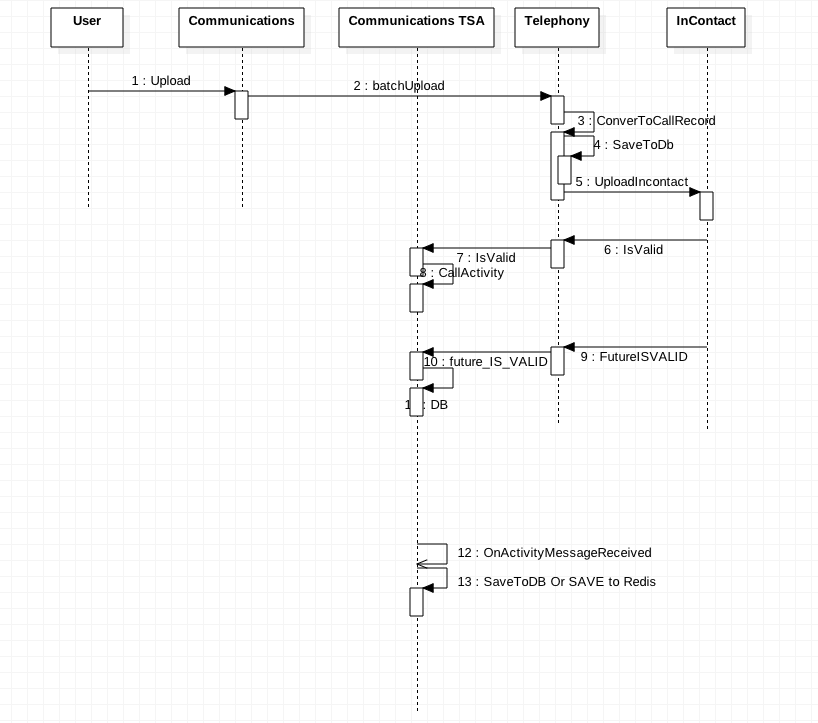 User
Communications
Communications TSA
Telephony
InContact
1 : Upload
2 : batchUpload
3 : ConverToCallRecord
4 : SaveToDb
5 : UploadIncontact
6 : IsValid
7 : IsValid
8 : CallActivity
9 : FutureISVALID
10 : future_IS_VALID
1 : DB
12 : OnActivityMessageReceived
13 : SaveToDB Or SAVE to Redis